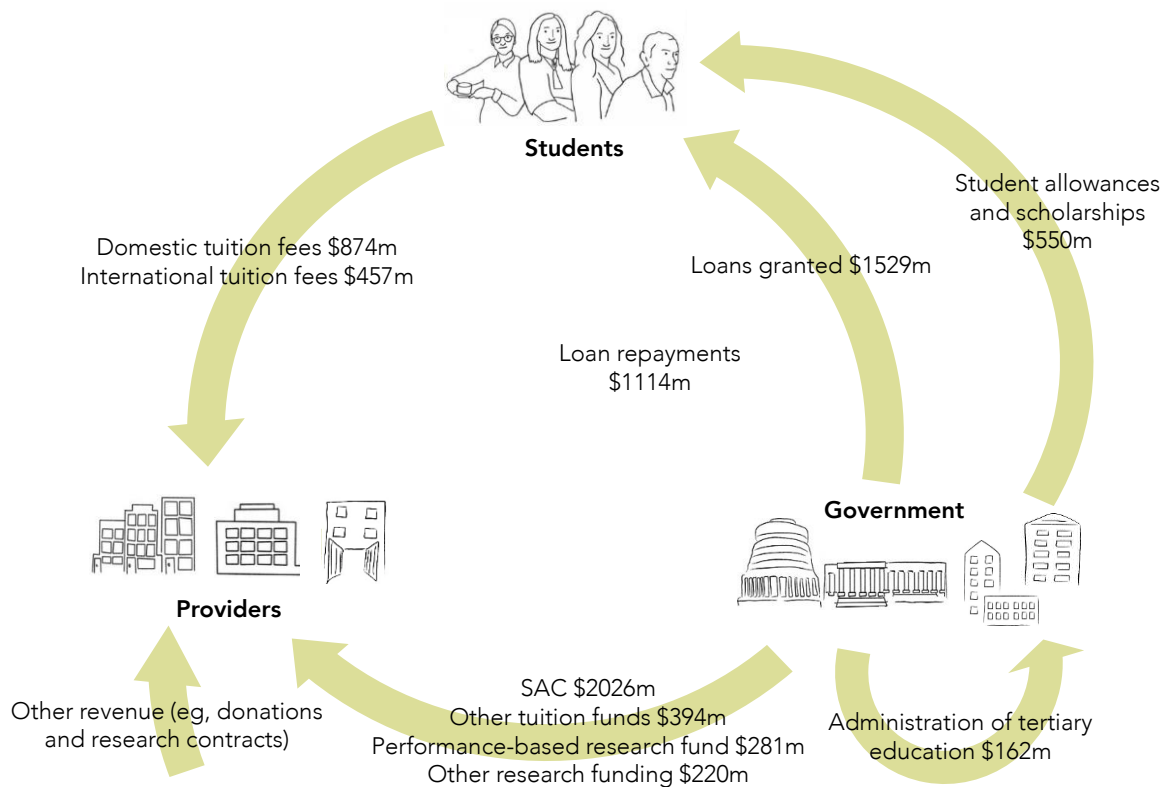 Students
Student allowances
and scholarships
$550m
Domestic tuition fees $874m
International tuition fees $457m
Loans granted $1529m
Loan repayments
$1114m
Government
Providers
Other revenue (eg, donations
and research contracts)
SAC $2026m
Other tuition funds $394m
Performance-based research fund $281m
Other research funding $220m
Administration of tertiary
education $162m